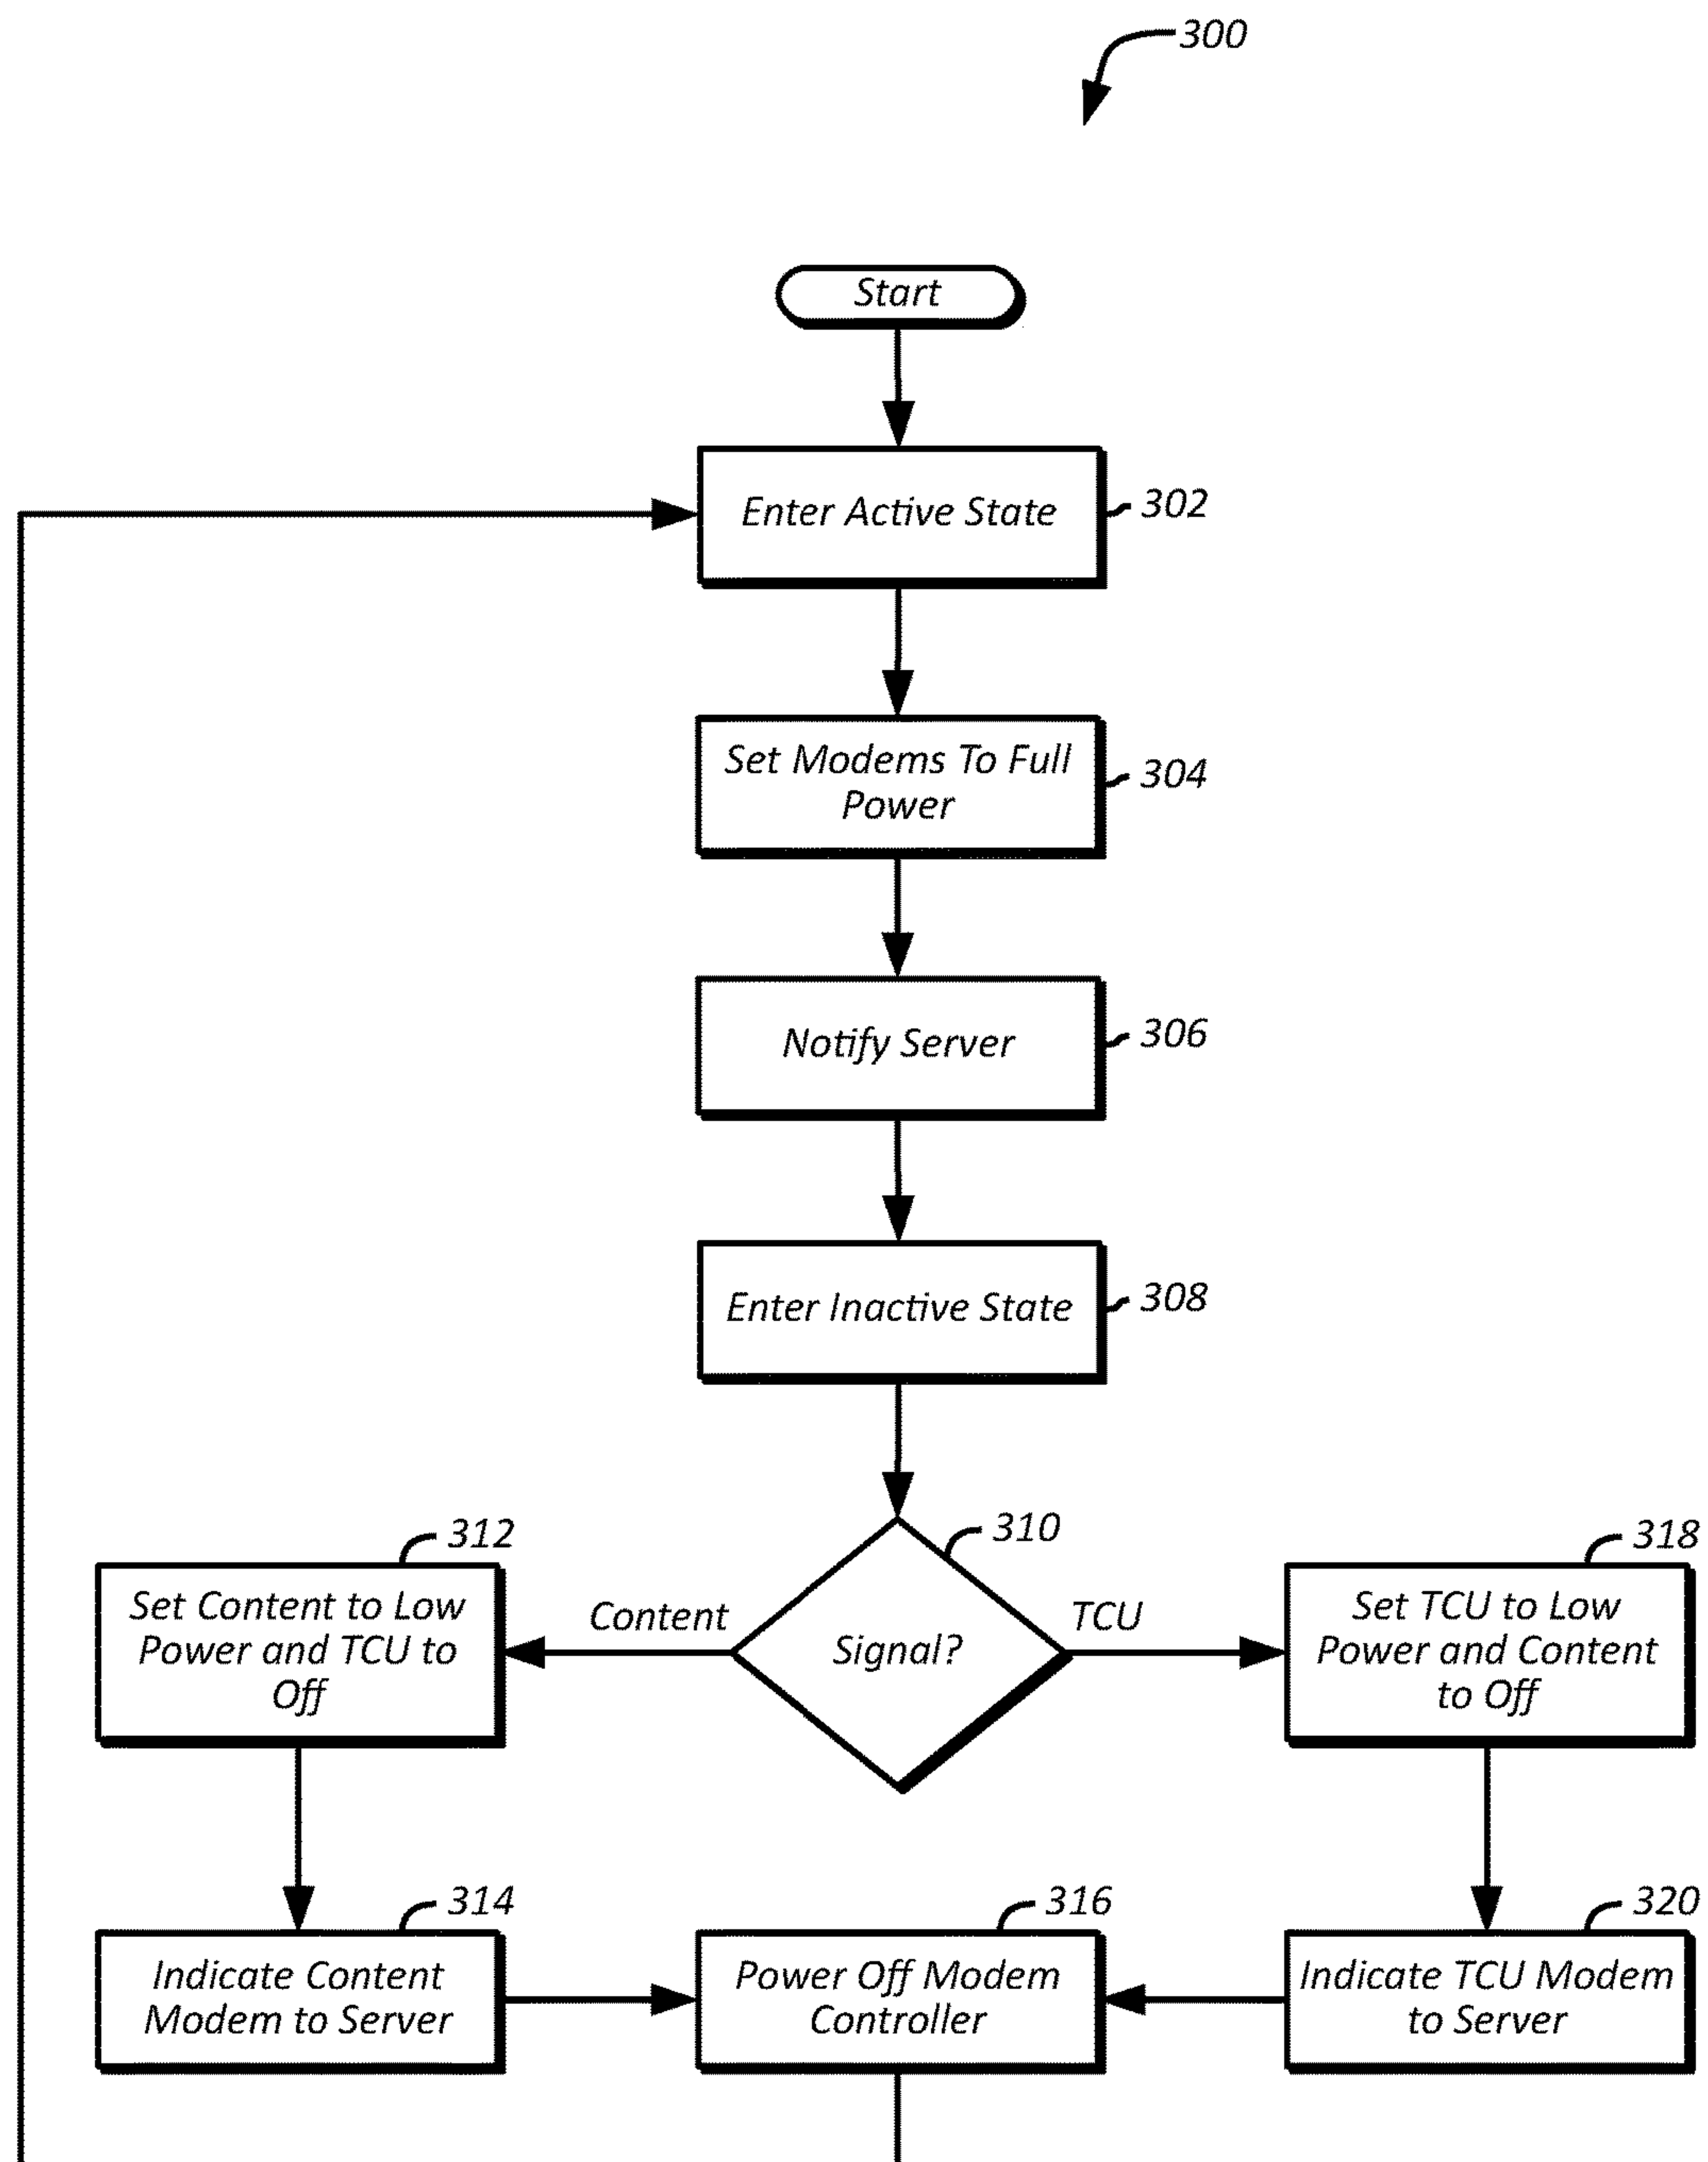 300
Start
Enter Active State
302
Set Modems To Full
Power
304
Notify Server
306
Enter Inactive State
308
310
Signal?
Content
TCU
312
Set Content to Low
Power and TCU to
Off
318
Set TCU to Low
Power and Content
to Off
314
Indicate Content
Modem to Server
316
Power Off Modem
Controller
320
Indicate TCU Modem
to Server